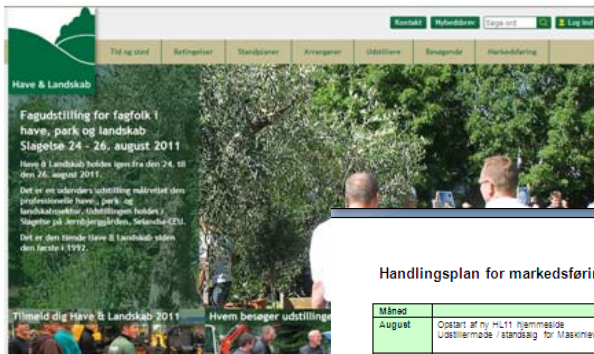 Kontakt Nyhedsbrev Søge ord Log ind
Tid og sted Betingelser Standplaner Arrangører Udstillere Besøgende Markedsføring
Have & Landskab
Fagudstilling for fagfolk i
have, park og landskab
Slagelse 24 - 26. august 2011
Have & Landskab holdes igen fra den 24. til
den 26. august 2011.
Det er en udendørs udstilling målrettet den
professionelle have-, park- og
landskabssektor. Udstillingen holdes i
Slagelse på Jernbjerggården, Selandia-CEU.
Det er den tiende Have & Landskab siden
den første i 1992.
Handlingsplan for markedsføri
Måned
August Opstart af ny HL11 hjemmeside
Udstillermøde / standsalg for Maskinlev
Tilmeld dig Have & Landskab 2011
Hvem besøger udstillinge